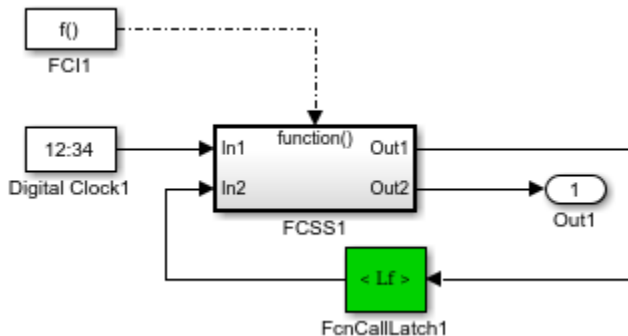 f()
FCI1
function()
12:34
In1
Out1
Digital Clock1
In2
Out2
1
FCSS1
Out1
< Lf >
FcnCallLatch1